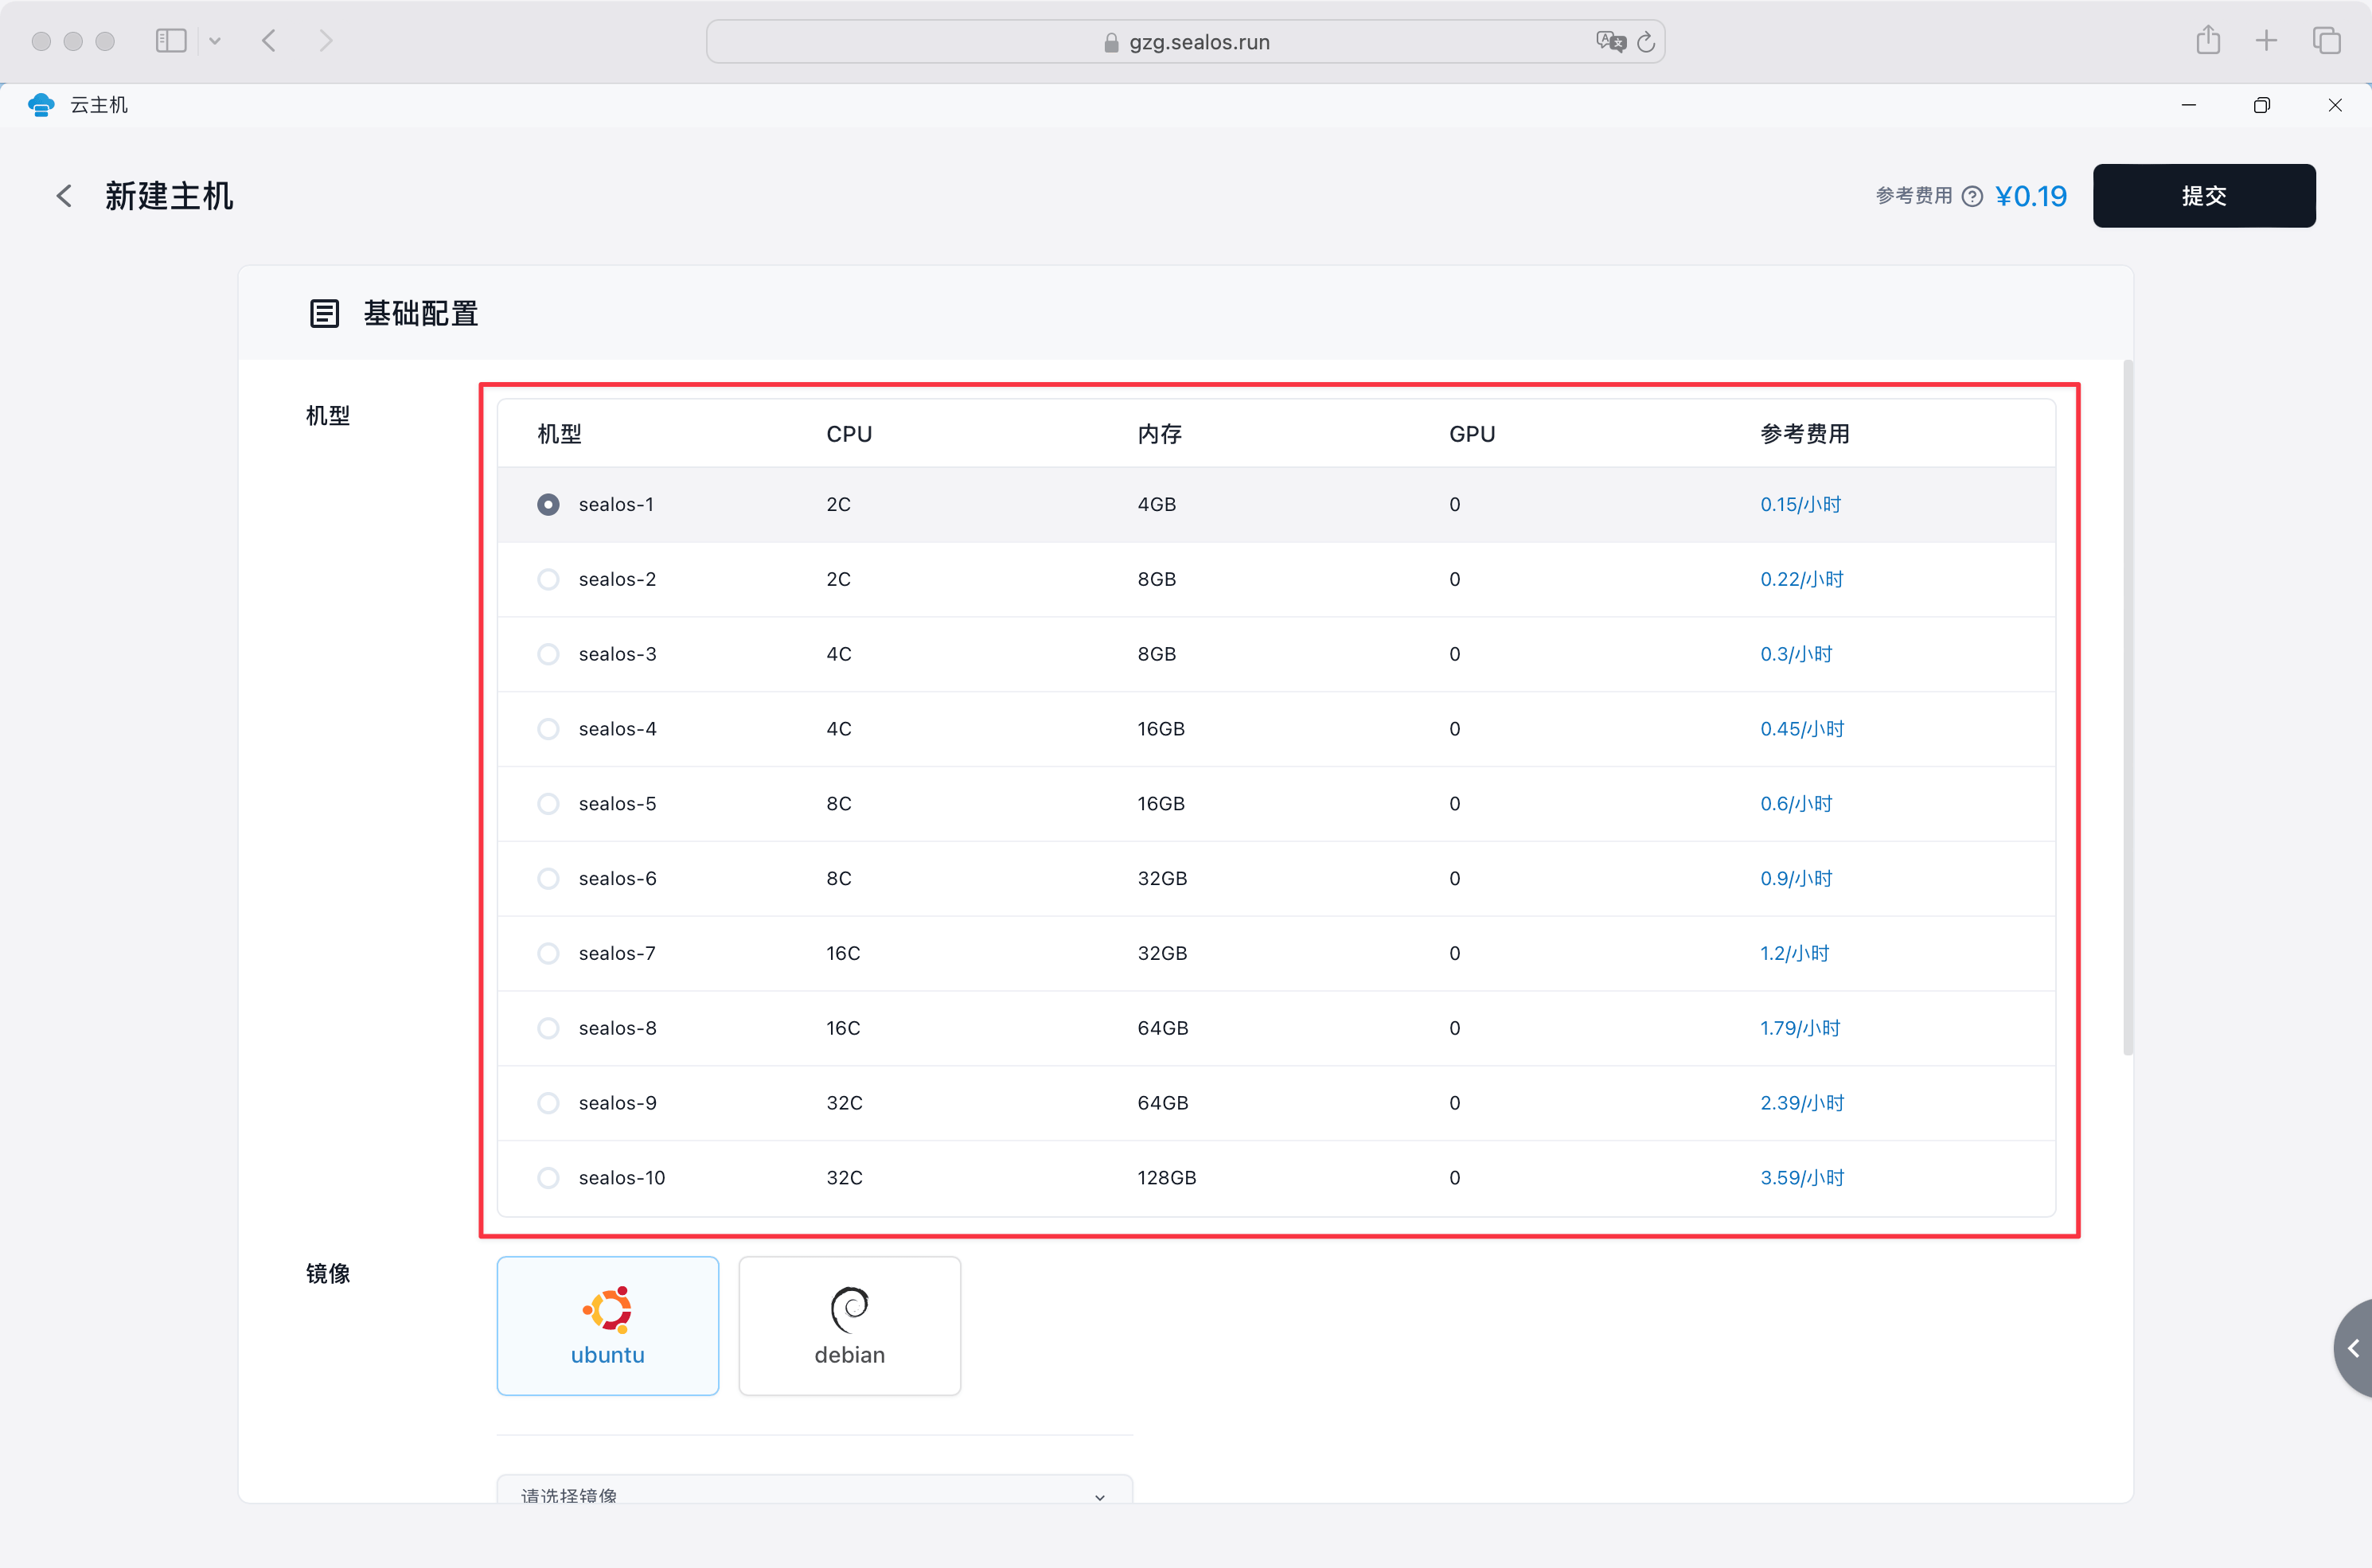 gzg.sealos.run
云主机
新建主机
参考费用 ¥0.19 提交
基础配置
机型
机型 CPU 内存 GPU 参考费用
sealos-1 2C 4GB 0 0.15/小时
sealos-2 2C 8GB 0 0.22/小时
sealos-3 4C 8GB 0 0.3/小时
sealos-4 4C 16GB 0 0.45/小时
sealos-5 8C 16GB 0 0.6/小时
sealos-6 8C 32GB 0 0.9/小时
sealos-7 16C 32GB 0 1.2/小时
sealos-8 16C 64GB 0 1.79/小时
sealos-9 32C 64GB 0 2.39/小时
sealos-10 32C 128GB 0 3.59/小时
镜像
ubuntu debian
请选择镜像